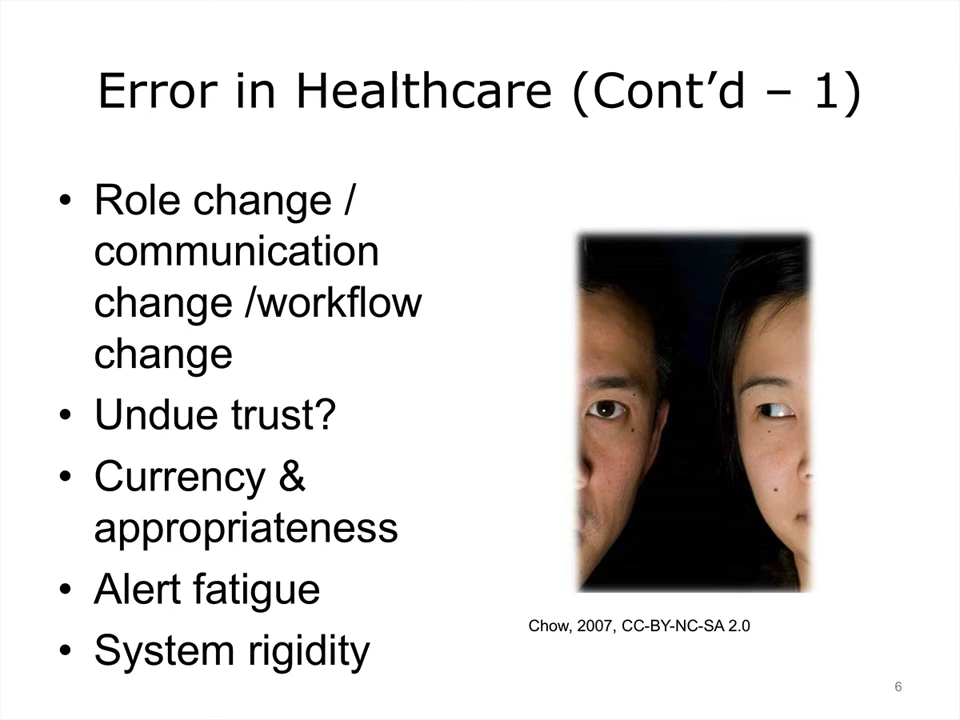 Error in Healthcare (Cont’d – 1)
• Role change /
communication
change /workflow
change
• Undue trust?
• Currency &
appropriateness
• Alert fatigue
• System rigidity
Chow, 2007, CC-BY-NC-SA 2.0
6